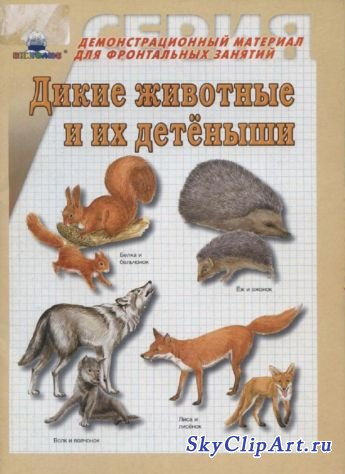 СЕРИЯ
ДЕМОНСТРАЦИОННЫЙ МАТЕРИАЛ
ДЛЯ ФРОНТАЛЬНЫХ ЗАНЯТИЙ
Дикие животные
и их детёныши
Белка и
бельчонок
Ёж и ежонок
Волк и волчонок
Лиса и
лисёнок
SkyClipArt.ru